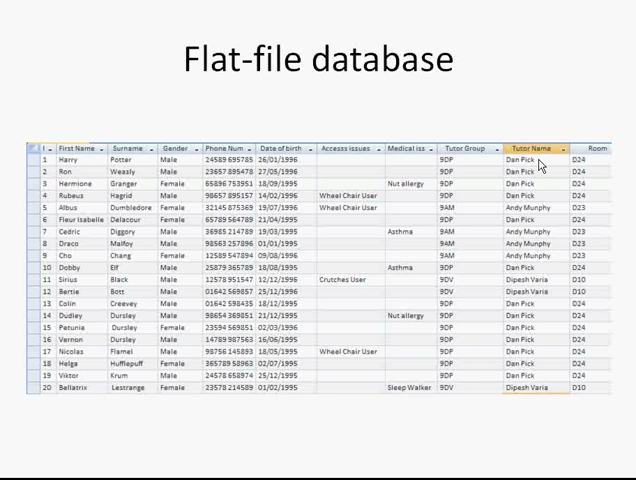 Flat-file database
I First Name Surname Gender Phone Num Date of birth Accesss issues Medical iss Tutor Group Tutor Name Room
1 Harry Potter Male 24589 695785 26/01/1996 9DP Dan Pick D24
2 Ron Weasly Male 23657 895478 27/05/1996 9DP Dan Pick D24
3 Hermione Granger Female 65896 753951 18/09/1995 Nut allergy 9DP Dan Pick D24
4 Rubeus Hagrid Male 98657 895157 14/02/1996 Wheel Chair User 9DP Dan Pick D24
5 Albus Dumbledore Female 32145 875369 19/07/1995 Wheel Chair User 9AM Andy Munphy D23
6 Fleur Isabelle Delacour Female 65789 564789 21/04/1995 9DP Dan Pick D24
7 Cedric Diggory Male 36985 214789 19/03/1995 Asthma 9AM Andy Munphy D23
8 Draco Malfoy Male 98563 257896 01/01/1995 9AM Andy Munphy D23
9 Cho Chang Female 12589 547894 09/08/1995 9AM Andy Munphy D23
10 Dobby Elf Male 25879 365789 18/08/1995 Asthma 9DP Dan Pick D24
11 Sirius Black Male 12578 951547 12/12/1995 Crutches User 9DV Dipesh Varia D10
12 Bertie Bott Male 01642 569857 25/12/1996 9DV Dipesh Varia D10
13 Colin Creevey Male 01642 598435 18/12/1995 9DP Dan Pick D24
14 Dudley Dursley Male 98654 369851 21/12/1995 Nut allergy 9DP Dan Pick D24
15 Petunia Dursley Female 23594 569851 02/03/1996 9DP Dan Pick D24
16 Vernon Dursley Male 14789 987563 16/06/1995 9DP Dan Pick D24
17 Nicolas Flamel Male 98756 145893 18/05/1995 Wheel Chair User 9DP Dan Pick D24
18 Helga Hufflepuff Female 365789 58963 02/07/1995 9DP Dan Pick D24
19 Viktor Krum Male 24578 658974 25/12/1995 9DP Dan Pick D24
20 Bellatrix Lestrange Female 23578 214589 01/02/1995 Sleep Walker 9DV Dipesh Varia D10